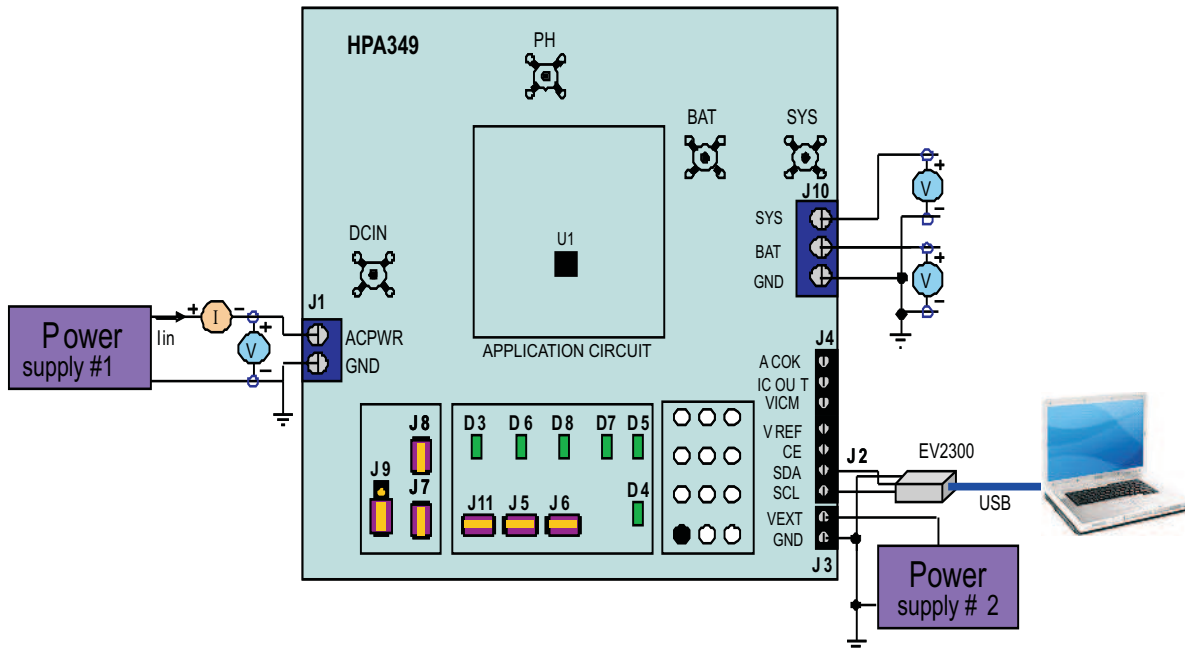 HPA349
PH
BAT
SYS
J10
SYS
BAT
GND
+
V
-
+
V
-
DCIN
U1
APPLICATION CIRCUIT
Power
supply #1
+
I
-
Iin
+
V
-
J1
ACPWR
GND
J4
A COK
IC OU T
VICM
V REF
CE
SDA
SCL
J2
VEXT
GND
J3
EV2300
USB
Power
supply # 2
J8
J9
J7
D3
D6
D8
D7
D5
J11
J5
J6
D4